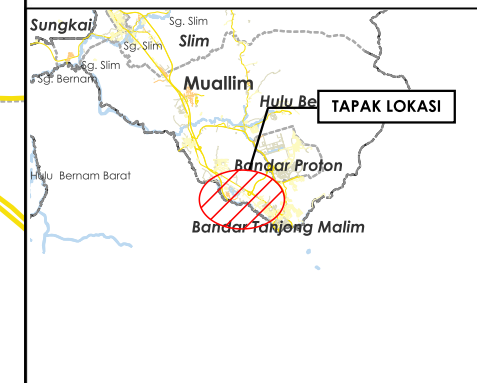 Sg. Slim
Sungkai
Slim
Sg. Slim
Sg. Slim
Sg. Bernam
Muallim
Hulu Be
TAPAK LOKASI
Bandar Proton
Hulu Bernam Barat
Bandar Tanjong Malim